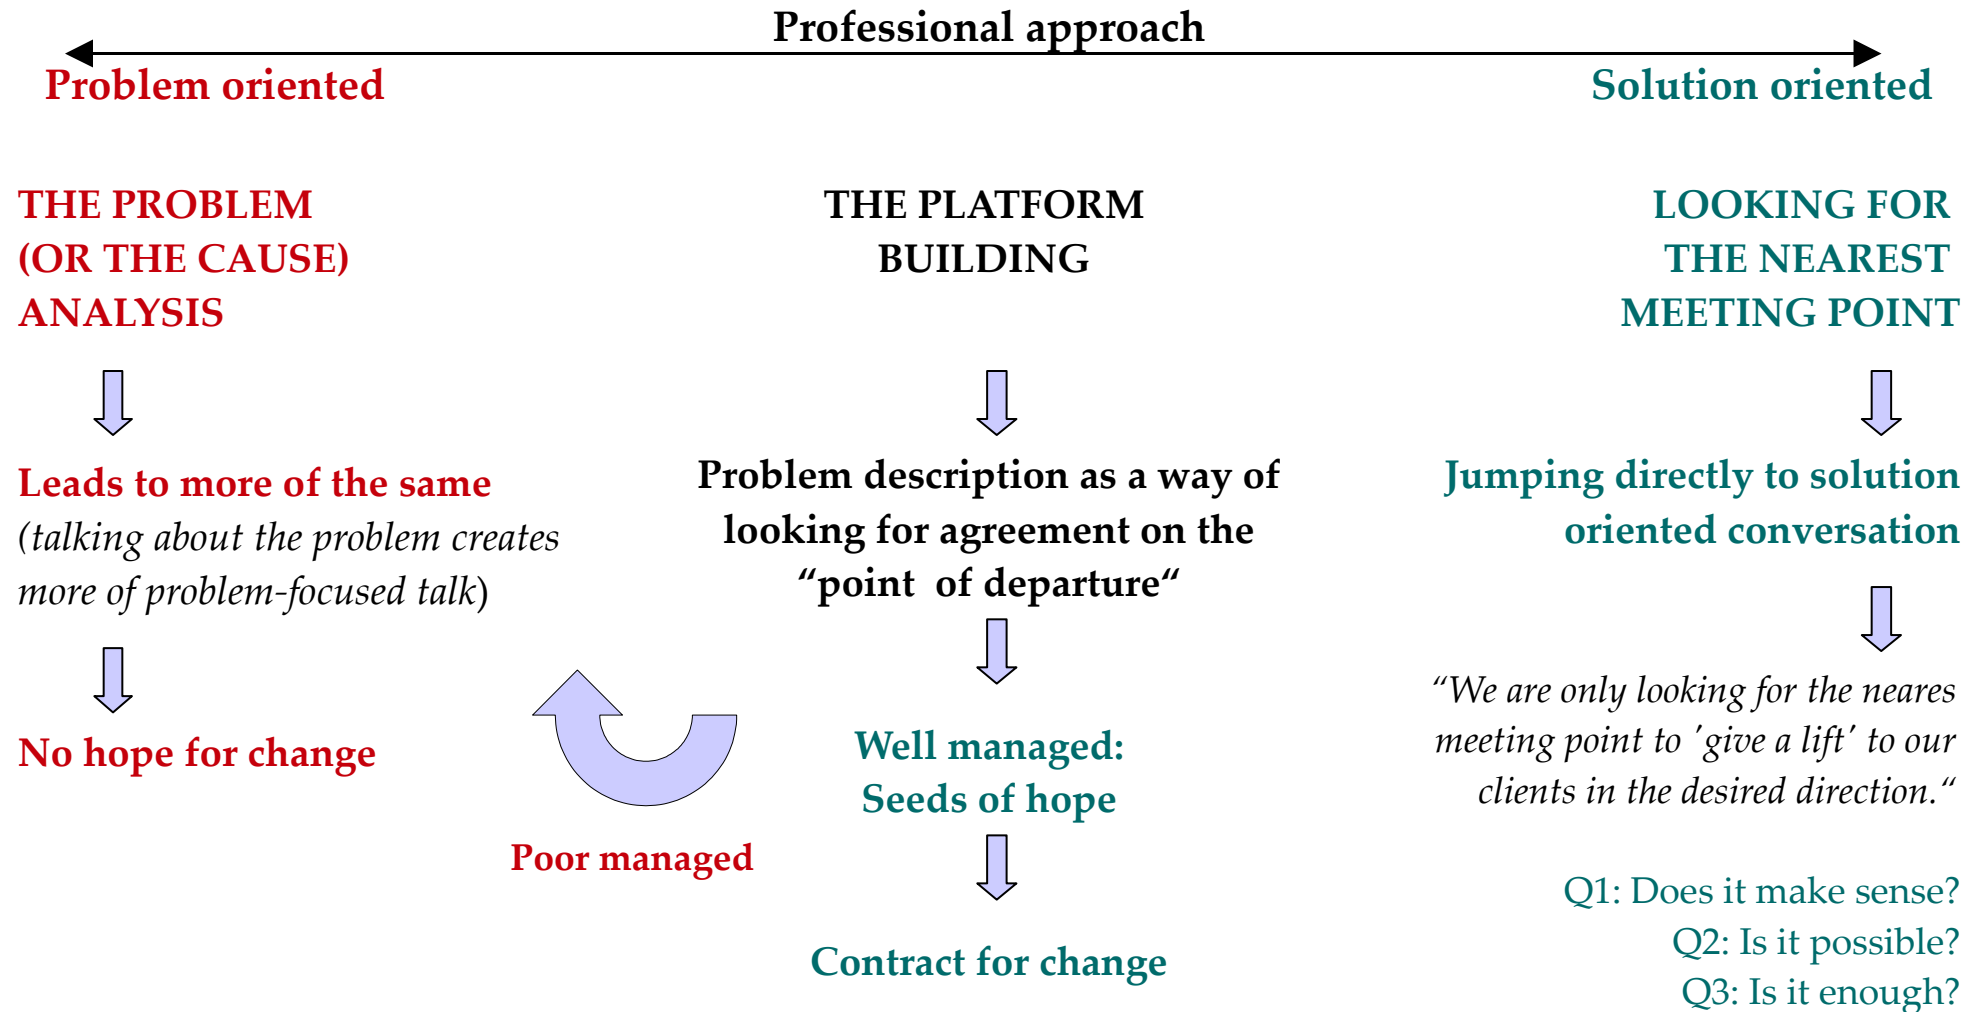 Professional approach
Problem oriented
Solution oriented
THE PROBLEM
(OR THE CAUSE)
ANALYSIS
Leads to more of the same
(talking about the problem creates
more of problem-focused talk)
No hope for change
THE PLATFORM
BUILDING
Problem description as a way of
looking for agreement on the
“point of departure“
Well managed:
Seeds of hope
Poor managed
Contract for change
LOOKING FOR
THE NEAREST
MEETING POINT
Jumping directly to solution
oriented conversation
“We are only looking for the neares
meeting point to 'give a lift' to our
clients in the desired direction.“
Q1: Does it make sense?
Q2: Is it possible?
Q3: Is it enough?